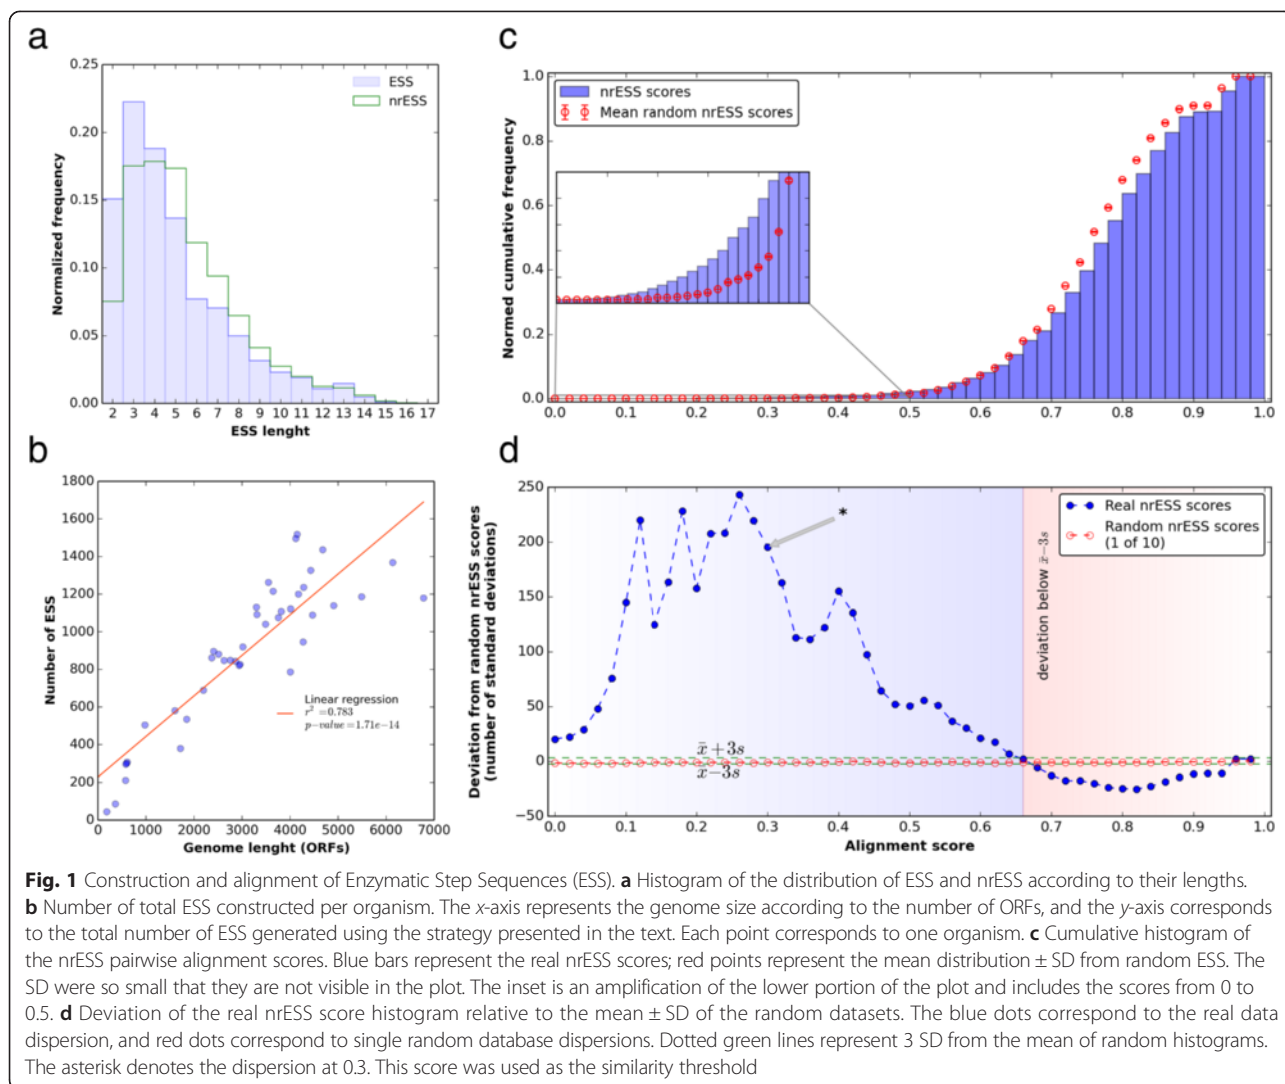 a
0.25
0.20
0.15
0.10
0.05
0.00
Normalized frequency
ESS
nrESS
2 3 4 5 6 7 8 9 10 11 12 13 14 15 16 17
ESS lenght
b
1800
1600
1400
1200
1000
800
600
400
200
0
Number of ESS
Linear regression
r² =0.783
p−value=1.71e−14
0 1000 2000 3000 4000 5000 6000 7000
Genome lenght (ORFs)
c
1.0
0.8
0.6
0.4
0.2
0.0
Normed cumulative frequency
nrESS scores
Mean random nrESS scores
0.0 0.1 0.2 0.3 0.4 0.5 0.6 0.7 0.8 0.9 1.0
d
250
200
150
100
50
0
−50
Deviation from random nrESS scores
(number of standard deviations)
*
x̄+3s
x̄−3s
deviation below x̄−3s
Real nrESS scores
Random nrESS scores
(1 of 10)
0.0 0.1 0.2 0.3 0.4 0.5 0.6 0.7 0.8 0.9 1.0
Alignment score
Fig. 1 Construction and alignment of Enzymatic Step Sequences (ESS). a Histogram of the distribution of ESS and nrESS according to their lengths.
b Number of total ESS constructed per organism. The x-axis represents the genome size according to the number of ORFs, and the y-axis corresponds
to the total number of ESS generated using the strategy presented in the text. Each point corresponds to one organism. c Cumulative histogram of
the nrESS pairwise alignment scores. Blue bars represent the real nrESS scores; red points represent the mean distribution ± SD from random ESS. The
SD were so small that they are not visible in the plot. The inset is an amplification of the lower portion of the plot and includes the scores from 0 to
0.5. d Deviation of the real nrESS score histogram relative to the mean ± SD of the random datasets. The blue dots correspond to the real data
dispersion, and red dots correspond to single random database dispersions. Dotted green lines represent 3 SD from the mean of random histograms.
The asterisk denotes the dispersion at 0.3. This score was used as the similarity threshold